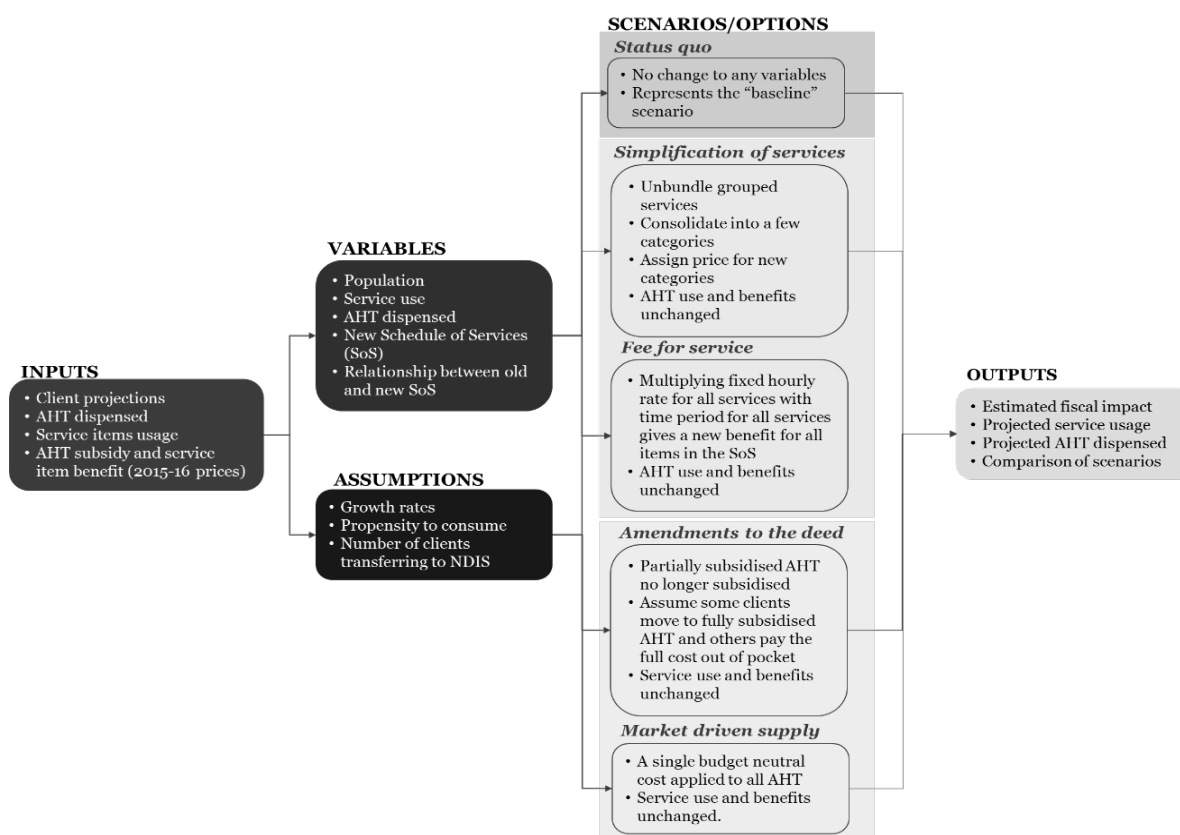 INPUTS
• Client projections
• AHT dispensed
• Service items usage
• AHT subsidy and service
item benefit (2015-16 prices)
VARIABLES
• Population
• Service use
• AHT dispensed
• New Schedule of Services
(SoS)
• Relationship between old
and new SoS
ASSUMPTIONS
• Growth rates
• Propensity to consume
• Number of clients
transferring to NDIS
SCENARIOS/OPTIONS
Status quo
• No change to any variables
• Represents the “baseline”
scenario
Simplification of services
• Unbundle grouped
services
• Consolidate into a few
categories
• Assign price for new
categories
• AHT use and benefits
unchanged
Fee for service
• Multiplying fixed hourly
rate for all services with
time period for all services
gives a new benefit for all
items in the SoS
• AHT use and benefits
unchanged
Amendments to the deed
• Partially subsidised AHT
no longer subsidised
• Assume some clients
move to fully subsidised
AHT and others pay the
full cost out of pocket
• Service use and benefits
unchanged
Market driven supply
• A single budget neutral
cost applied to all AHT
• Service use and benefits
unchanged.
OUTPUTS
• Estimated fiscal impact
• Projected service usage
• Projected AHT dispensed
• Comparison of scenarios